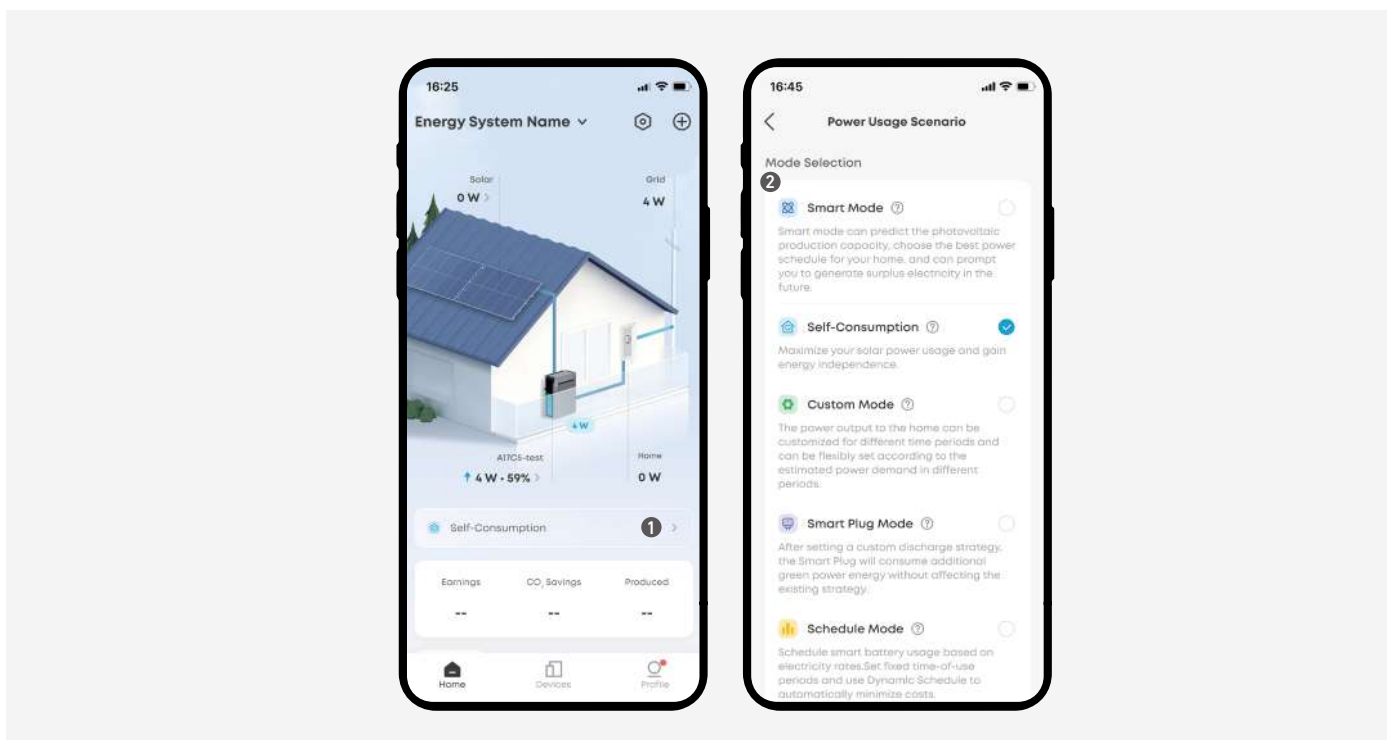 16:25
Energy System Name
Solar
0 W >
Grid
4 W
4 W
A17C5-test
↑ 4 W • 59% >
Home
0 W
Self-Consumption
1
>
Earnings
CO₂ Savings
Produced
--
--
--
Home
Devices
Profile
16:45
Power Usage Scenario
Mode Selection
2
Smart Mode ?
Smart mode can predict the photovoltaic
production capacity, choose the best power
schedule for your home, and can prompt
you to generate surplus electricity in the
future.
Self-Consumption ?
Maximize your solar power usage and gain
energy independence.
Custom Mode ?
The power output to the home can be
customized for different time periods and
can be flexibly set according to the
estimated power demand in different
periods.
Smart Plug Mode ?
After setting a custom discharge strategy,
the Smart Plug will consume additional
green power energy without affecting the
existing strategy.
Schedule Mode ?
Schedule smart battery usage based on
electricity rates.Set fixed time-of-use
periods and use Dynamic Schedule to
automatically minimize costs.